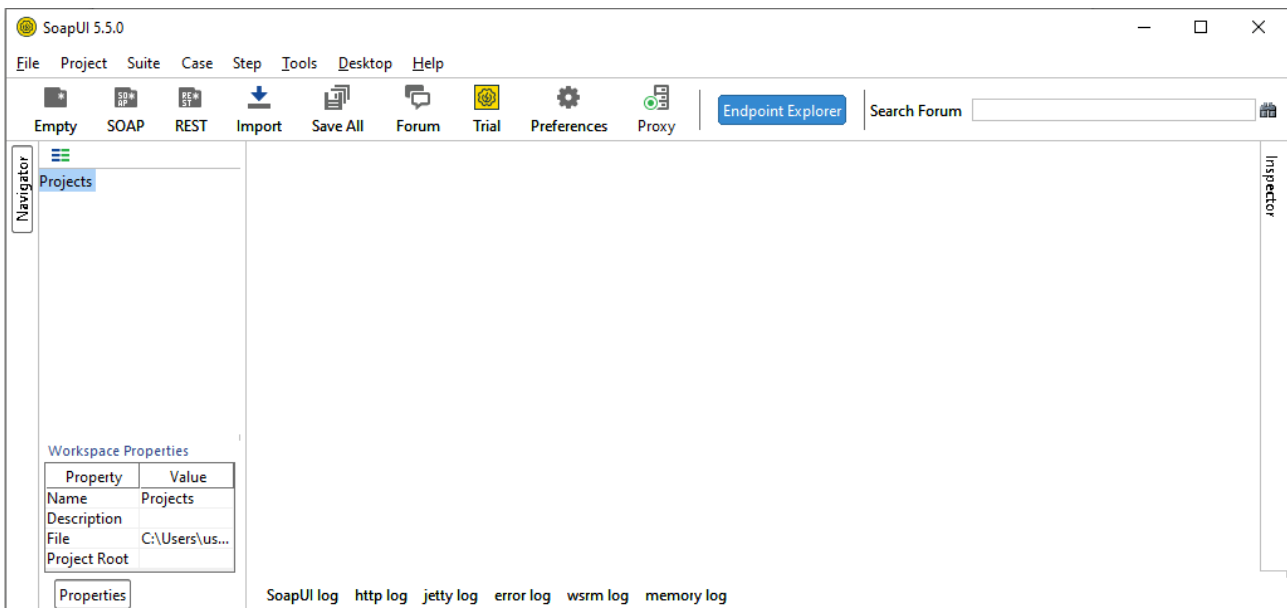 SoapUI 5.5.0
File Project Suite Case Step Tools Desktop Help
Empty SOAP REST Import Save All Forum Trial Preferences Proxy Endpoint Explorer Search Forum
Navigator
Projects
Inspector
Workspace Properties
Property Value
Name Projects
Description
File C:\Users\us...
Project Root
Properties
SoapUI log http log jetty log error log wsrm log memory log